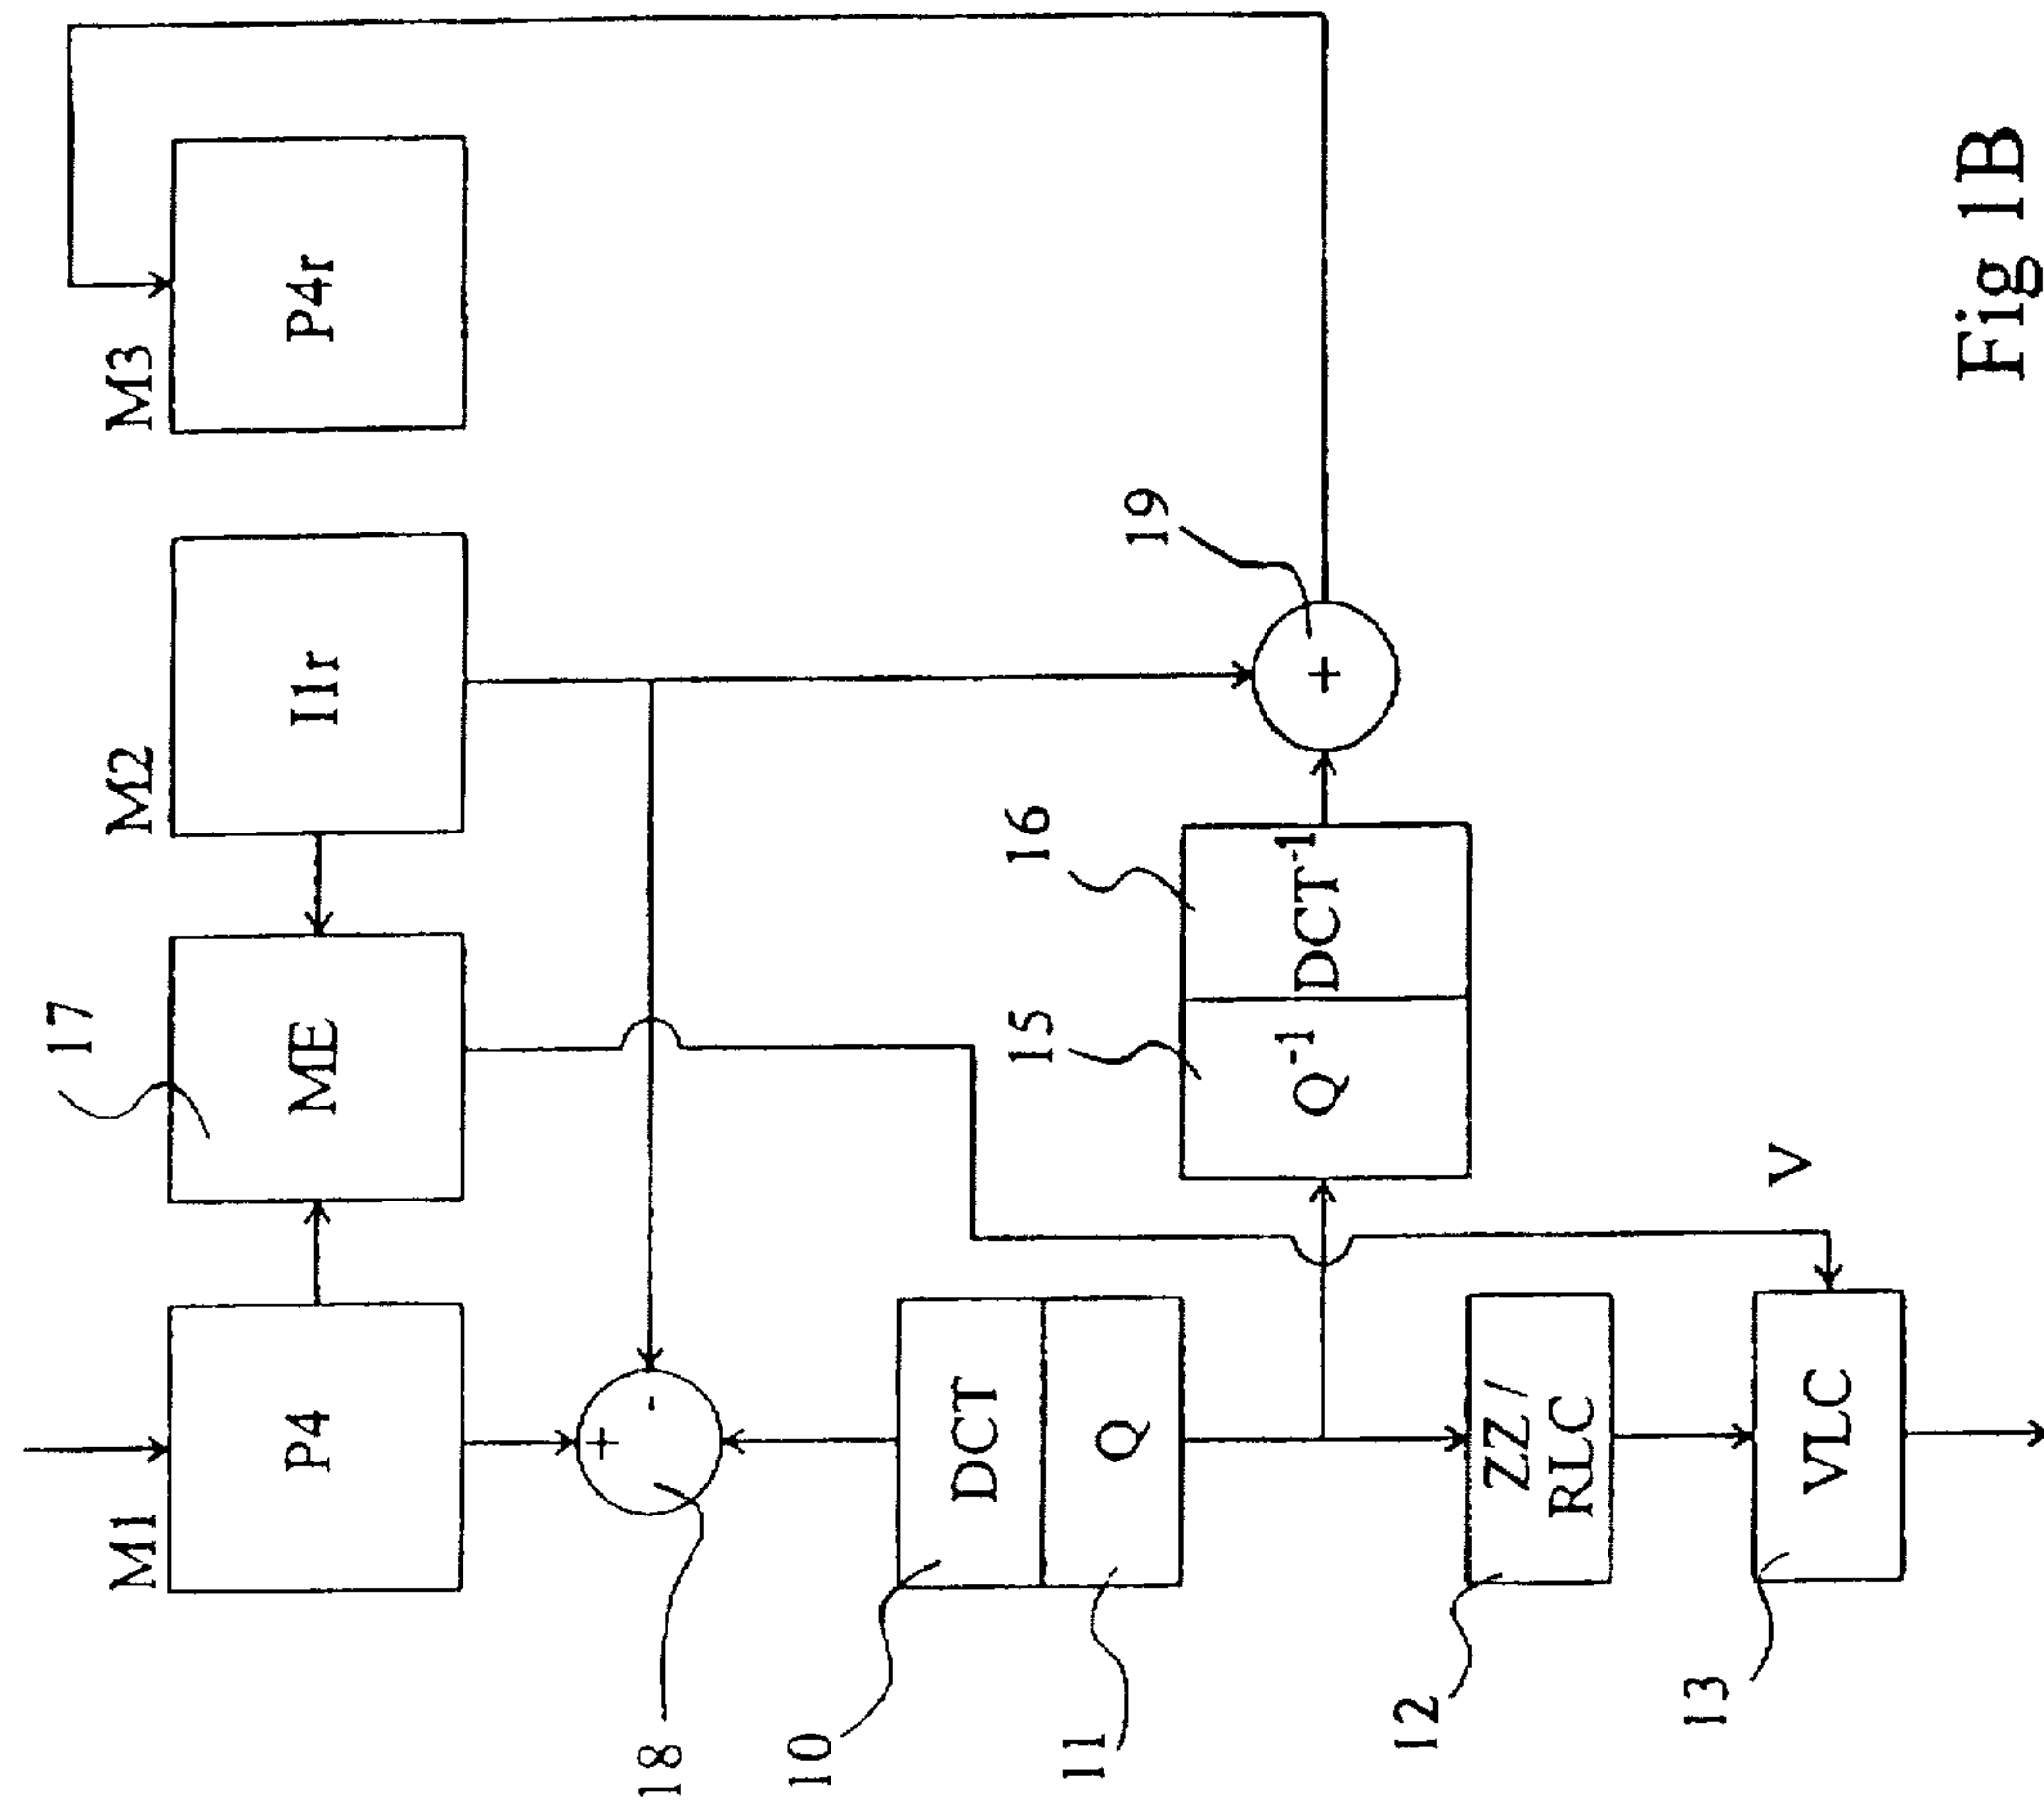 M1
P4
17
ME
M2
I1r
M3
P4r
18
+
-
10
DCT
11
Q
15
Q⁻¹
16
DCT⁻¹
19
+
12
ZZ/
RLC
13
VLC
V
Fig 1B